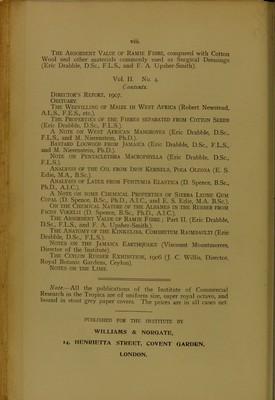 viii.
The Absorbent Value of Ramie Fibre, compared with Cotton
Wool and other materials commonly used as Surgical Dressings
(Eric Drabble, D.Sc., F.L.S., and F. A. Upsher-Smith).
Vol. II. No. 4.
Contents.
Director's Report, 1907.
Obituary.
The Weevilling of Maize in West Africa (Robert Newstead,
A.L.S., F.E.S., etc.).
The Properties of the Fibres separated from Cotton Seeds
(Eric Drabble, D.Sc., F.L.S.).
A Note on West African Mangroves (Eric Drabble, D.Sc.,
F.L.S., and M. Nierenstein, Ph.D.).
Bastard Logwood from Jamaica (Eric Drabble, D.Sc., F.L.S.,
and M. Nierenstein, Ph.D.).
Note on Pentaclethra Macrophylla (Eric Drabble, D.Sc.,
F.L.S.).
Analysis of the Oil from Inoy Kernels, Poga Oleosa (E. S.
Edie, M.A., B.Sc.).
Analysis of Latex from Funtumia Elastica (D. Spence, B.Sc.,
Ph.D., A.I.C.).
A Note on some Chemical Properties of Sierra Leone Gum
Copal (D. Spence, B.Sc., Ph.D., A.I.C., and E. S. Edie, M.A. B.Sc.).
On the Chemical Nature of the Albanes in the Rubber from
Ficus Vogelii (D. Spence, B.Sc., Ph.D., A.I.C.).
The Absorbent Value of Ramie Fibre; Part II. (Eric Drabble,
D.Sc., F.L.S., and F. A. Upsher-Smith.)
The Anatomy of the Kinkeliba, Combretum Raimbaulti (Eric
Drabble, D.Sc., F.L.S.).
Notes on the Jamaica Earthquake (Viscount Mountmorres,
Director of the Institute).
The Ceylon Rubber Exhibition, 1906 (J. C. Willis, Director,
Royal Botanic Gardens, Ceylon).
Notes on the Lime.
Note.—All the publications of the Institute of Commercial
Research in the Tropics are of uniform size, super royal octavo, and
bound in stout grey paper covers. The prices are in all cases net
PUBLISHED FOR THE INSTITUTE BY
WILLIAMS & NORGATE,
14, HENRIETTA STREET, COVENT GARDEN,
LONDON.